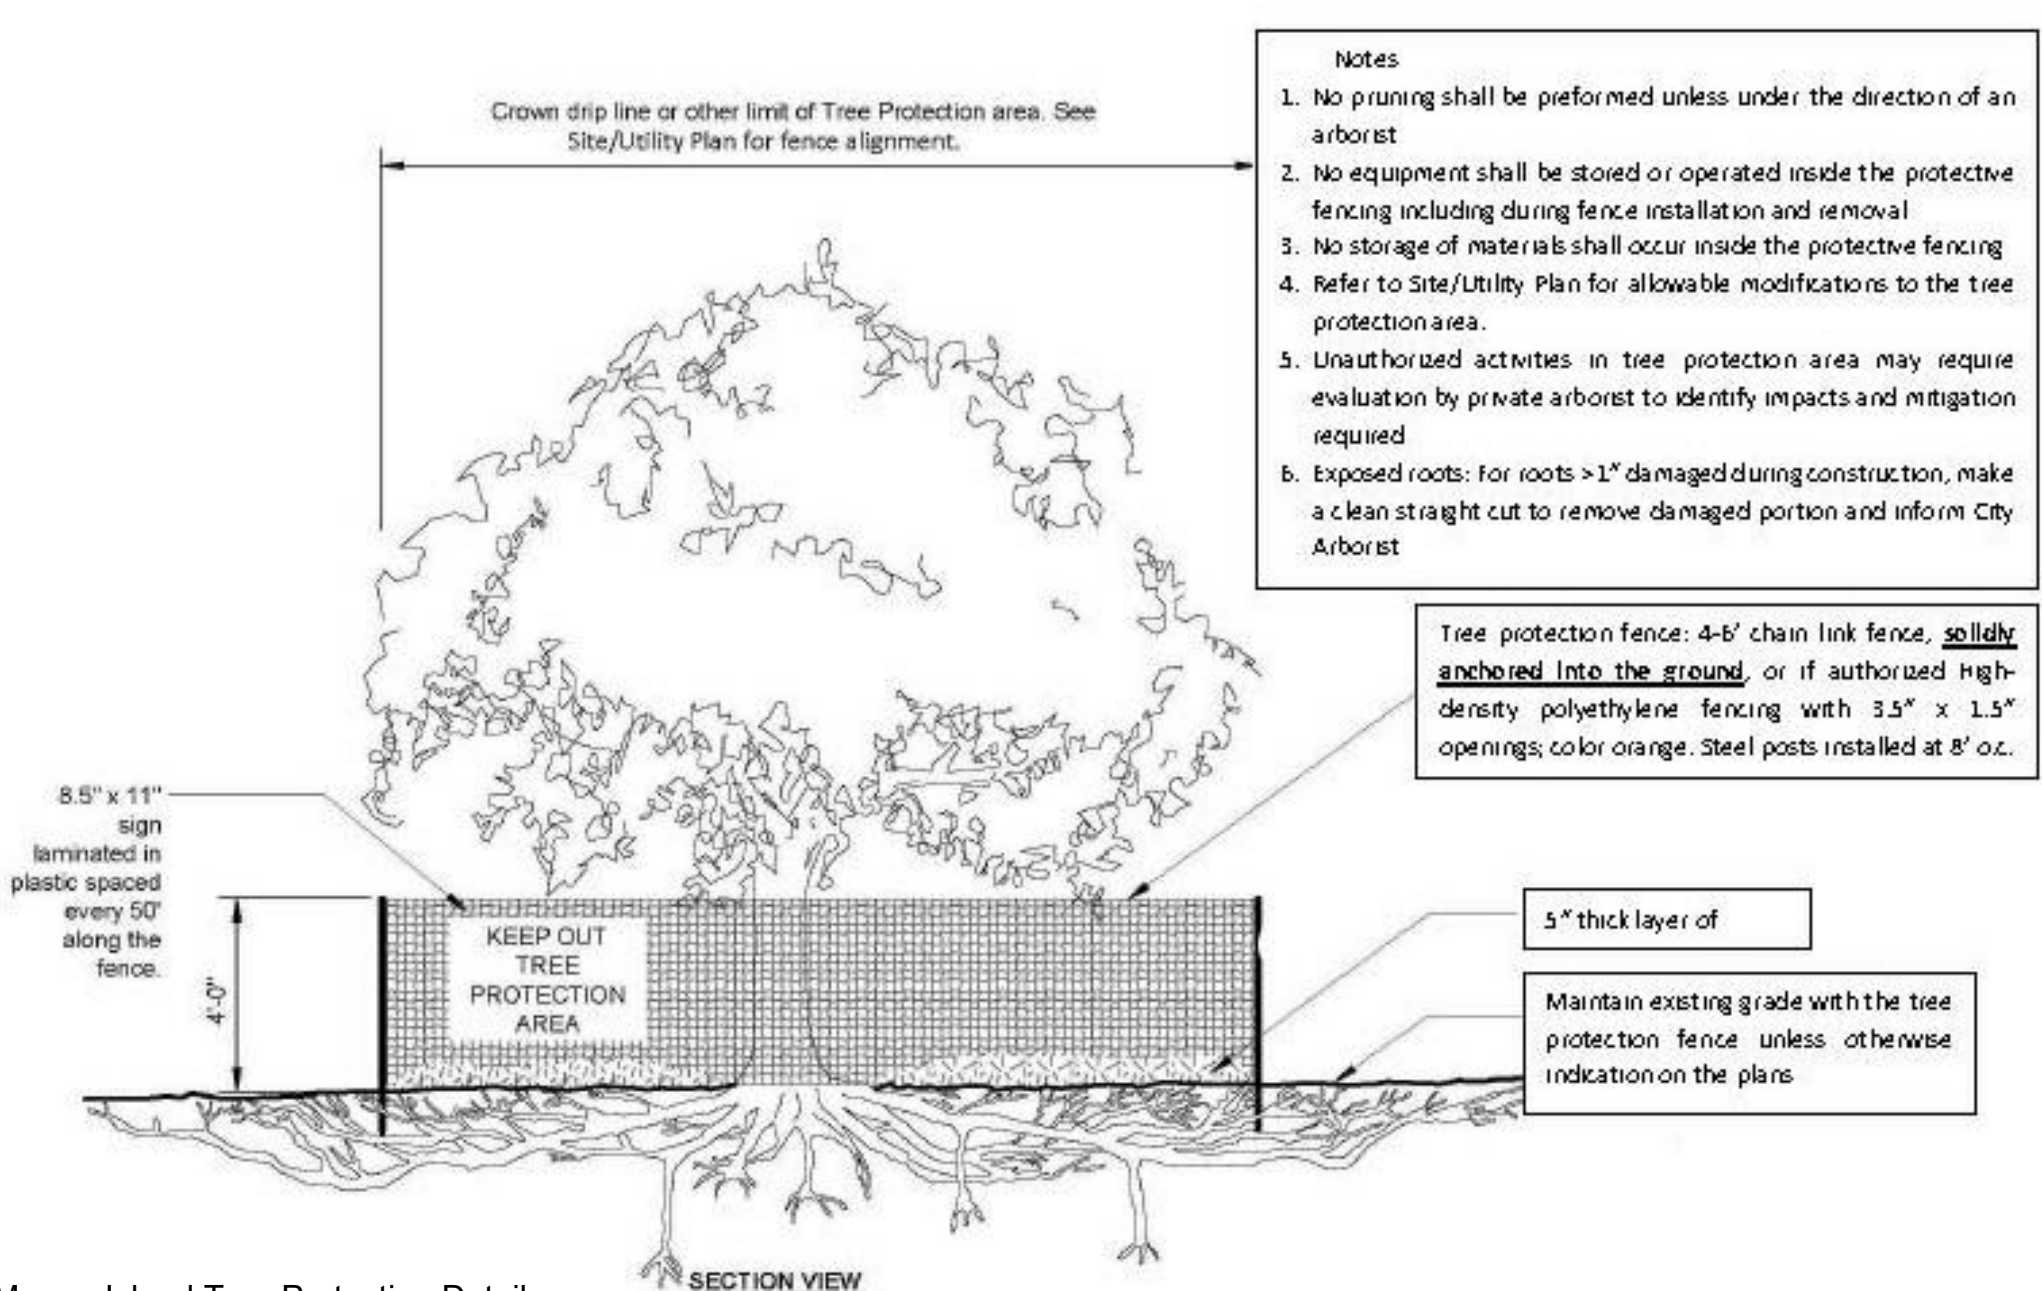 Crown drip line or other limit of Tree Protection area. See
Site/Utility Plan for fence alignment.
Notes
1. No pruning shall be preformed unless under the direction of an
arborist
2. No equipment shall be stored or operated inside the protective
fencing including during fence installation and removal
3. No storage of materials shall occur inside the protective fencing
4. Refer to Site/Utility Plan for allowable modifications to the tree
protection area.
5. Unauthorized activities in tree protection area may require
evaluation by private arborist to identify impacts and mitigation
required
6. Exposed roots: For roots >1" damaged during construction, make
a clean straight cut to remove damaged portion and inform City
Arborist
Tree protection fence: 4-6' chain link fence, solidly
anchored into the ground, or if authorized High-
density polyethylene fencing with 3.5" x 1.5"
openings; color orange. Steel posts installed at 8' o.c.
8.5" x 11"
sign
laminated in
plastic spaced
every 50'
along the
fence.
4'-0"
KEEP OUT
TREE
PROTECTION
AREA
5" thick layer of
Maintain existing grade with the tree
protection fence unless otherwise
indication on the plans
SECTION VIEW
Tree Protection Detail